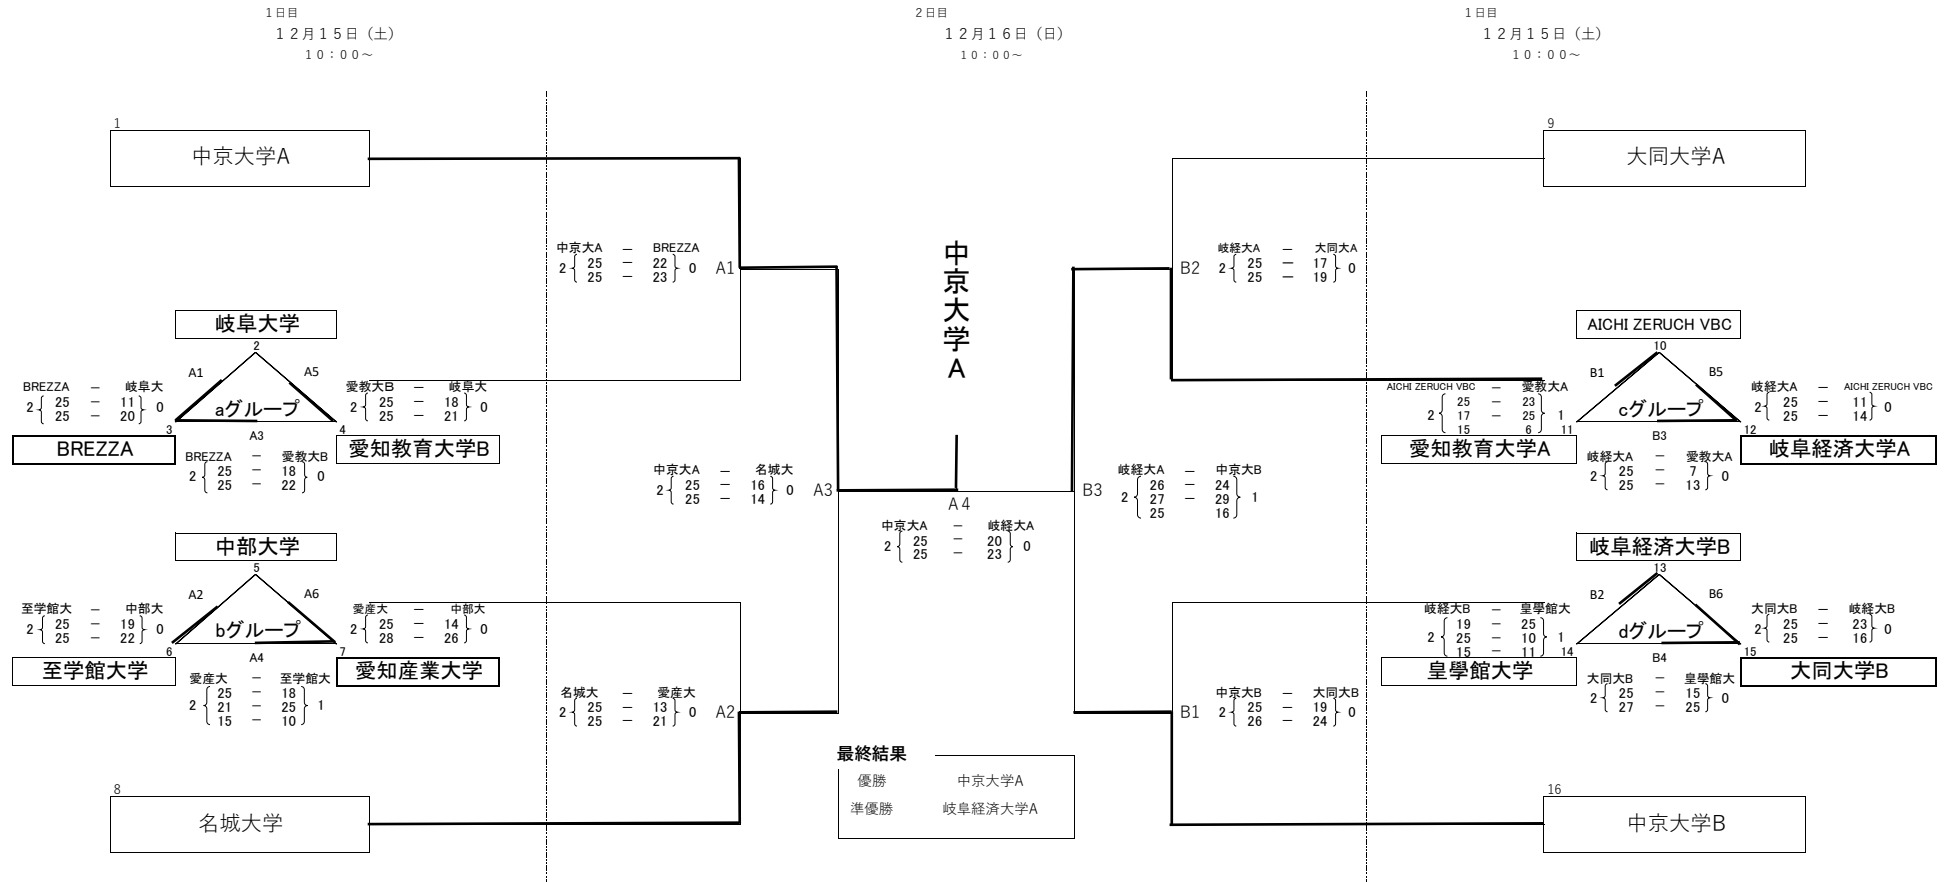 １日目
１２月１５日（土）
１０：００～
２日目
１２月１６日（日）
１０：００～
１日目
１２月１５日（土）
１０：００～
1
中京大学A
9
大同大学A
中京大A － BREZZA
2 25 － 22 0
25 － 23
A1
中京大学A
B2
岐経大A － 大同大A
2 25 － 17 0
25 － 19
岐阜大学
2
A1
A5
BREZZA － 岐阜大
2 25 － 11 0
25 － 20
aグループ
愛教大B － 岐阜大
2 25 － 18 0
25 － 21
3
4
BREZZA
A3
愛知教育大学B
BREZZA － 愛教大B
2 25 － 18 0
25 － 22
AICHI ZERUCH VBC
10
B1
B5
AICHI ZERUCH VBC － 愛教大A
25 － 23
2 17 － 25 1
15 6
cグループ
岐経大A － AICHI ZERUCH VBC
2 25 － 11 0
25 － 14
11
12
愛知教育大学A
B3
岐阜経済大学A
岐経大A － 愛教大A
2 25 － 7 0
25 － 13
中京大A － 名城大
2 25 － 16 0
25 － 14
A3
A４
中京大A － 岐経大A
2 25 － 20 0
25 － 23
B3
岐経大A － 中京大B
26 － 24
2 27 － 29 1
25 16
中部大学
5
A2
A6
至学館大 － 中部大
2 25 － 19 0
25 － 22
bグループ
愛産大 － 中部大
2 25 － 14 0
28 － 26
6
7
至学館大学
A4
愛知産業大学
愛産大 － 至学館大
25 － 18
2 21 － 25 1
15 － 10
岐阜経済大学B
13
B2
B6
岐経大B － 皇學館大
19 － 25
2 25 － 10 1
15 － 11
dグループ
大同大B － 岐経大B
2 25 － 23 0
25 － 16
14
15
皇學館大学
B4
大同大学B
大同大B － 皇學館大
2 25 － 15 0
27 － 25
名城大 － 愛産大
2 25 － 13 0
25 － 21
A2
B1
中京大B － 大同大B
2 25 － 19 0
26 － 24
最終結果
優勝 中京大学A
準優勝 岐阜経済大学A
8
名城大学
16
中京大学B